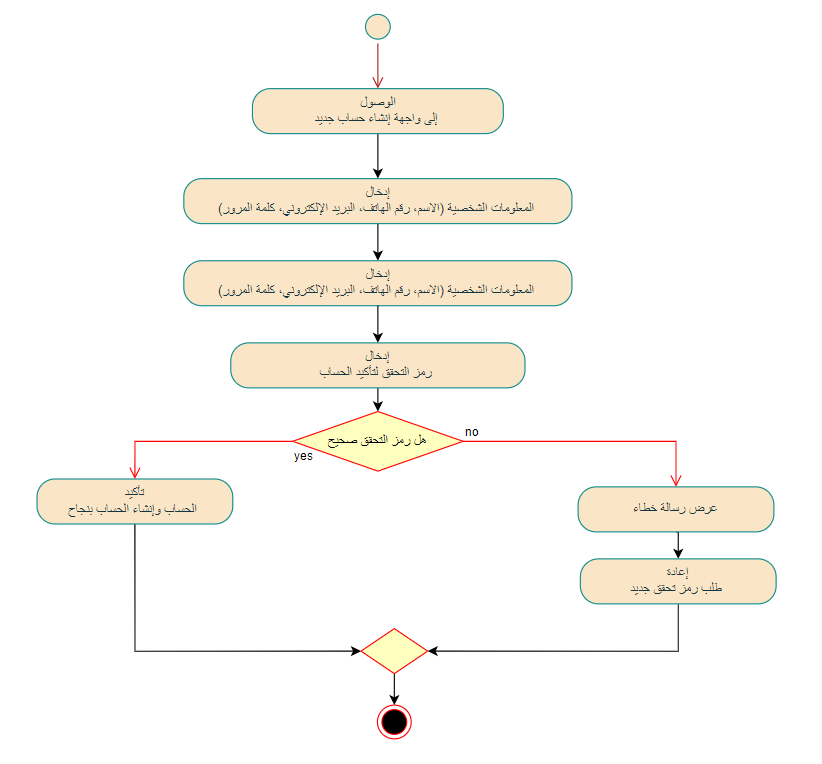 الوصول
إلى واجهة إنشاء حساب جديد
إدخال
المعلومات الشخصية (الاسم، رقم الهاتف، البريد الإلكتروني، كلمة المرور)
إدخال
المعلومات الشخصية (الاسم، رقم الهاتف، البريد الإلكتروني، كلمة المرور)
إدخال
رمز التحقق لتأكيد الحساب
هل رمز التحقق صحيح
no
yes
تأكيد
الحساب وإنشاء الحساب بنجاح
عرض رسالة خطاء
إعادة
طلب رمز تحقق جديد